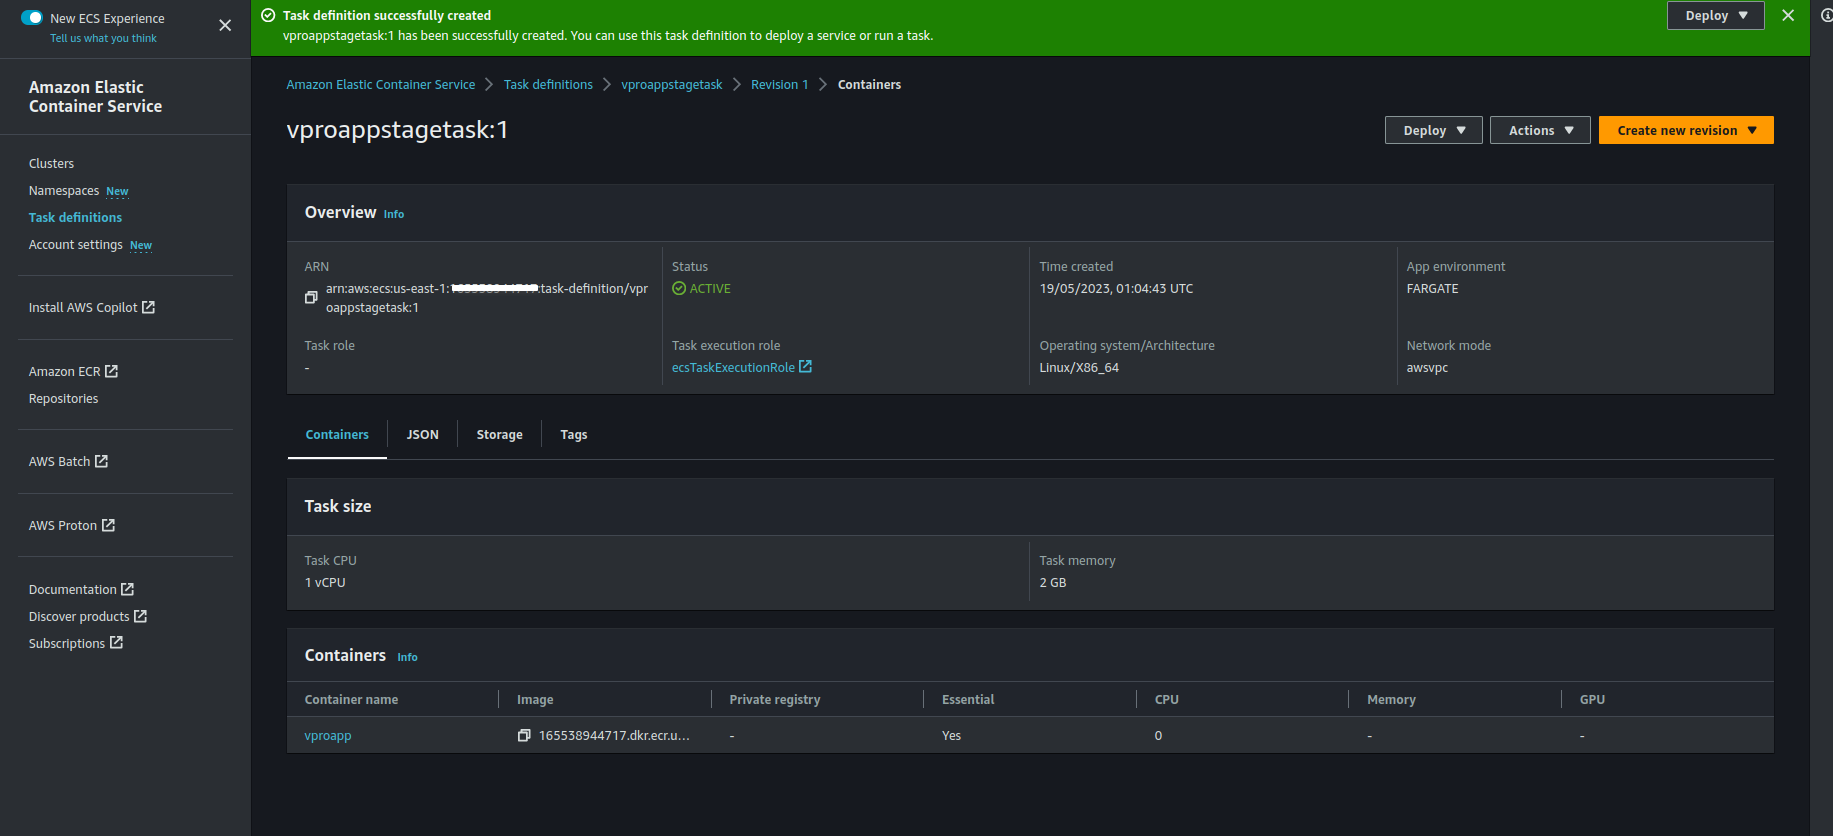 New ECS Experience
Tell us what you think
Amazon Elastic
Container Service
Clusters
Namespaces New
Task definitions
Account settings New
Install AWS Copilot
Amazon ECR
Repositories
AWS Batch
AWS Proton
Documentation
Discover products
Subscriptions
Task definition successfully created
vproappstagetask:1 has been successfully created. You can use this task definition to deploy a service or run a task.
Deploy
Amazon Elastic Container Service
Task definitions
vproappstagetask
Revision 1
Containers
vproappstagetask:1
Deploy
Actions
Create new revision
Overview Info
ARN
arn:aws:ecs:us-east-1: :task-definition/vpr
oappstagetask:1
Status
ACTIVE
Time created
19/05/2023, 01:04:43 UTC
App environment
FARGATE
Task role
-
Task execution role
ecsTaskExecutionRole
Operating system/Architecture
Linux/X86_64
Network mode
awsvpc
Containers
JSON
Storage
Tags
Task size
Task CPU
1 vCPU
Task memory
2 GB
Containers Info
Container name Image Private registry Essential CPU Memory GPU
vproapp 165538944717.dkr.ecr.u... - Yes 0 - -